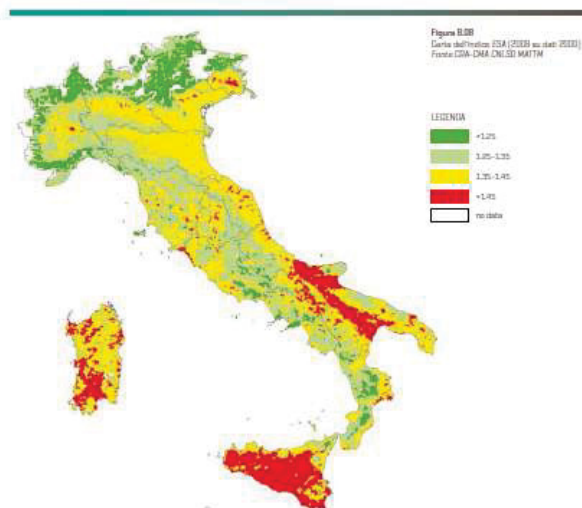 Figura 8.08
Carta dell'Indice ESA (2008 su dati 2000)
Fonte CRA-CMA CNLSD MATTM
LEGENDA
<1.25
1.25-1.35
1.35-1.45
>1.45
no data